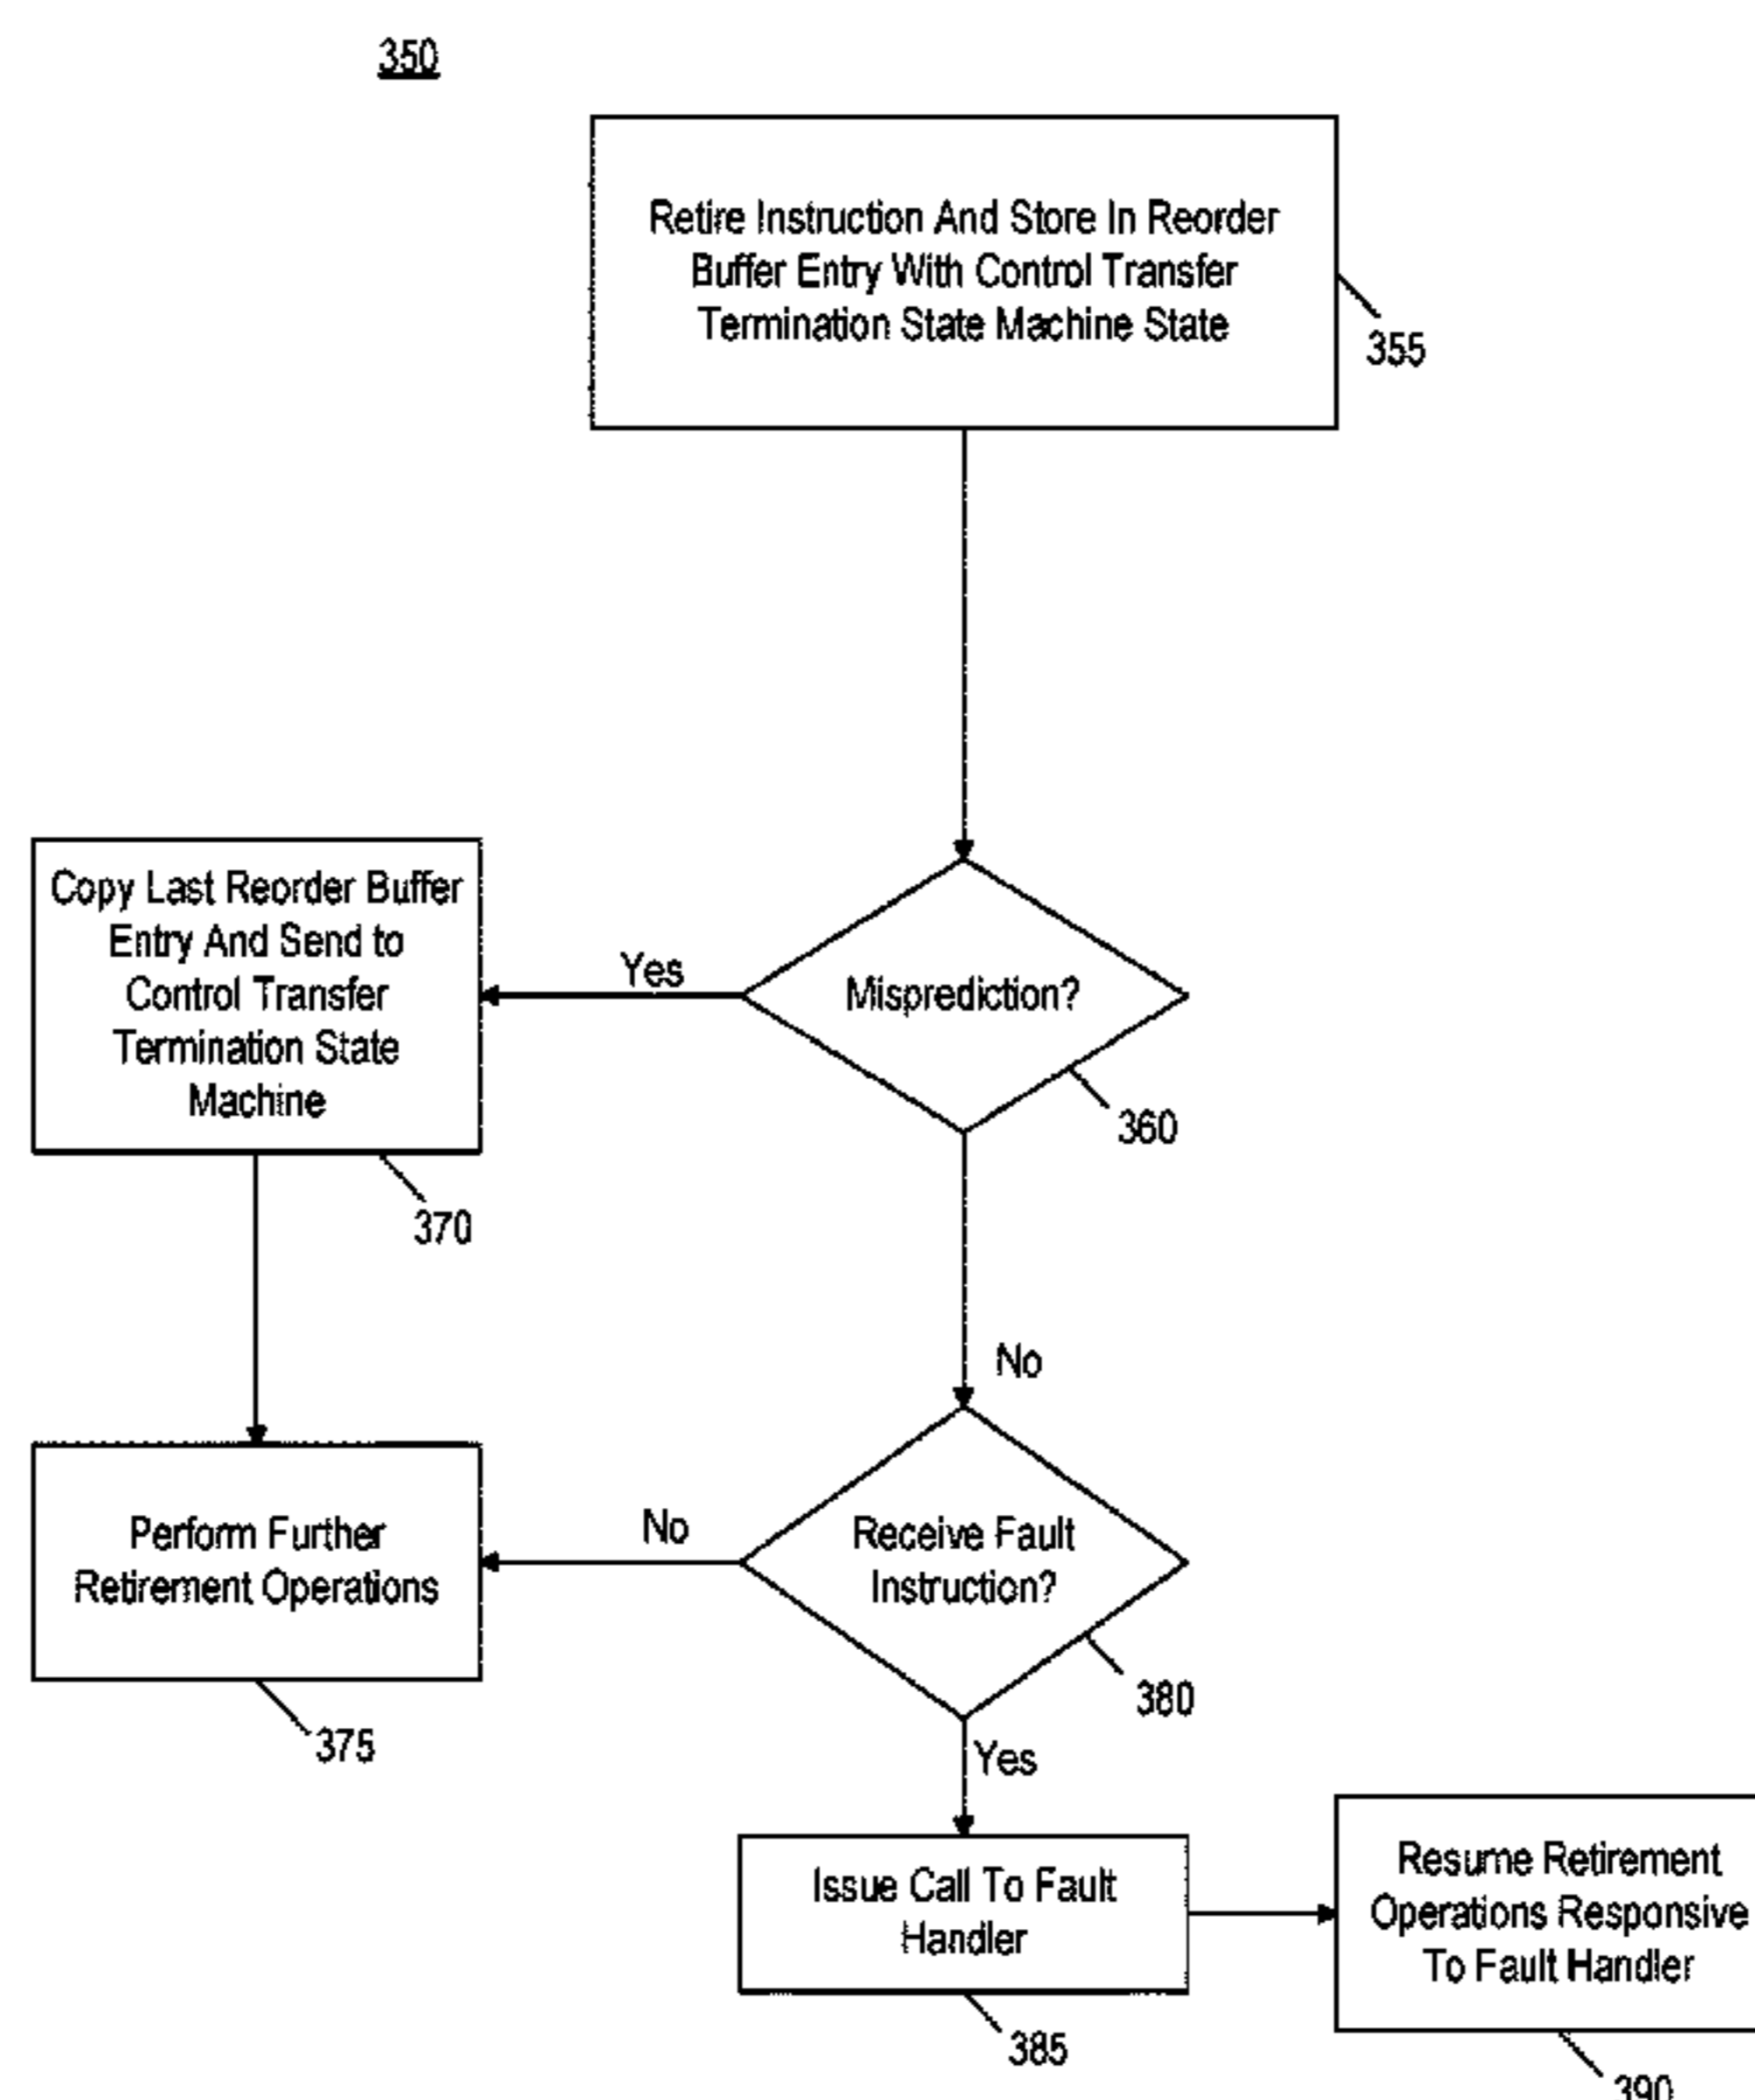 350
Retire Instruction And Store In Reorder
Buffer Entry With Control Transfer
Termination State Machine State
355
Copy Last Reorder Buffer
Entry And Send to
Control Transfer
Termination State
Machine
370
Yes
Misprediction?
360
No
Perform Further
Retirement Operations
375
No
Receive Fault
Instruction?
380
Yes
Issue Call To Fault
Handler
385
Resume Retirement
Operations Responsive
To Fault Handler
390